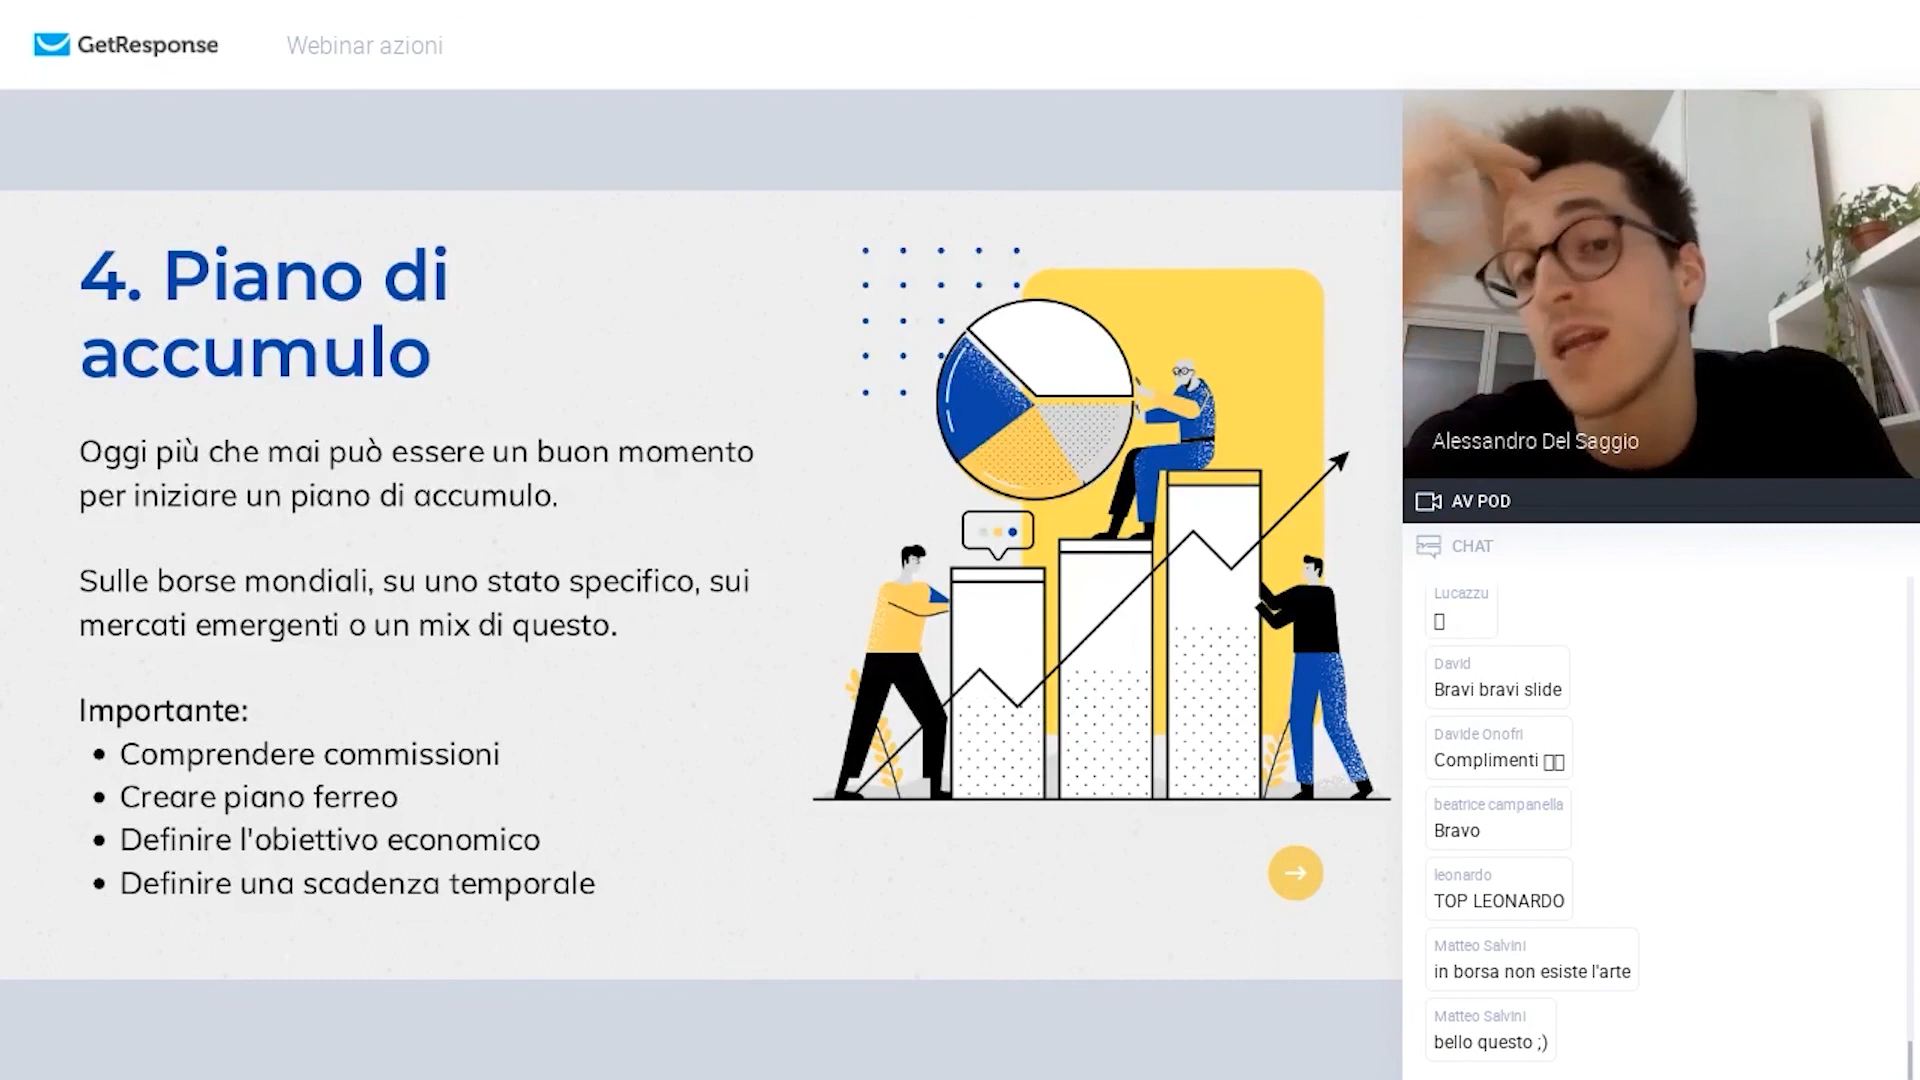 GetResponse
Webinar azioni
4. Piano di
accumulo
Oggi più che mai può essere un buon momento
per iniziare un piano di accumulo.
Sulle borse mondiali, su uno stato specifico, sui
mercati emergenti o un mix di questo.
Importante:
• Comprendere commissioni
• Creare piano ferreo
• Definire l'obiettivo economico
• Definire una scadenza temporale
Alessandro Del Saggio
AV POD
CHAT
Lucazzu
David
Bravi bravi slide
Davide Onofri
Complimenti
beatrice campanella
Bravo
leonardo
TOP LEONARDO
Matteo Salvini
in borsa non esiste l'arte
Matteo Salvini
bello questo ;)